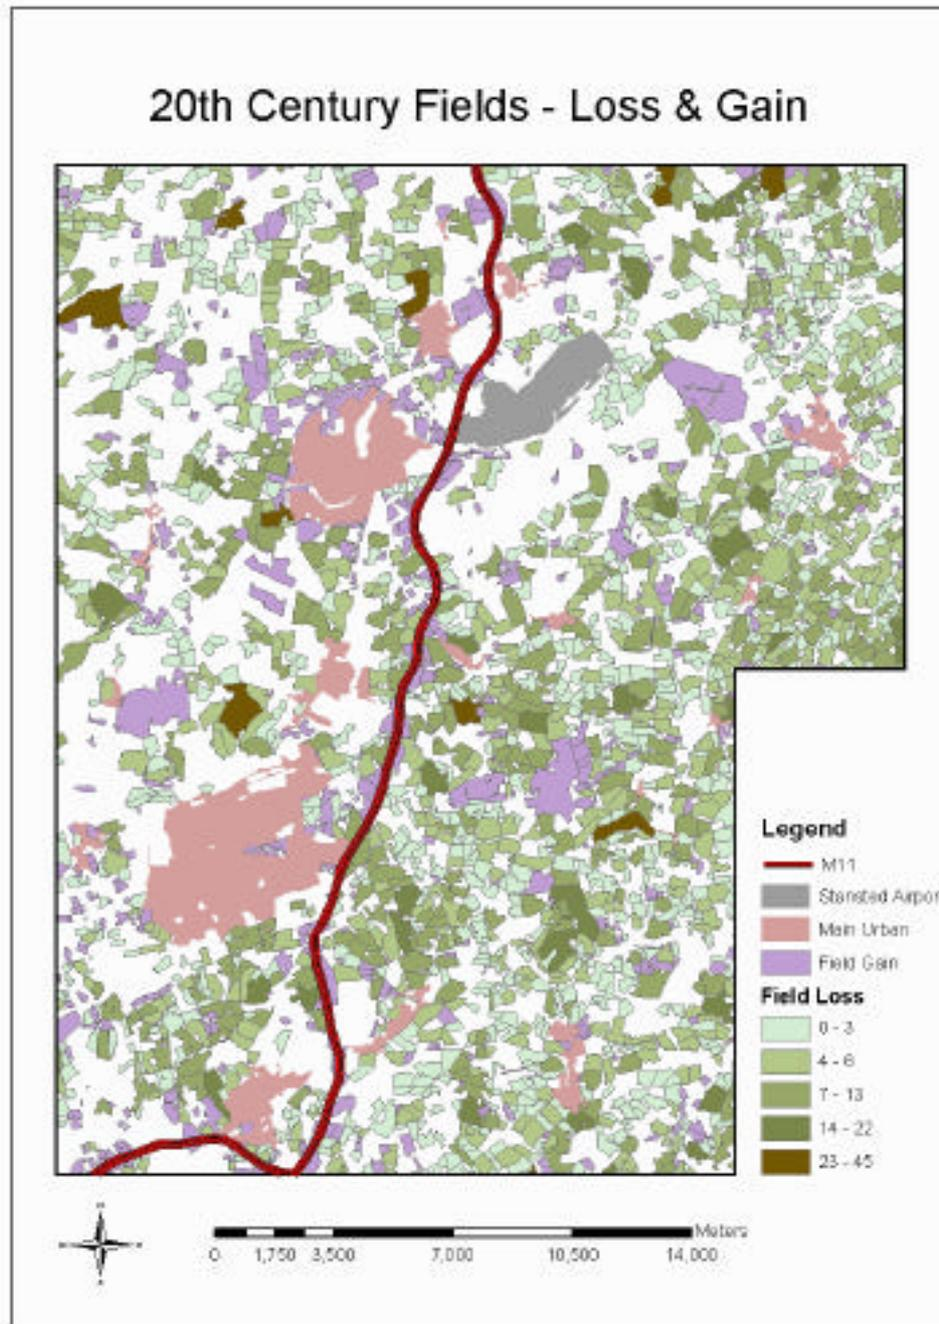 20th Century Fields - Loss & Gain
Legend
M11
Stansted Airpor
Main Urban
Field Gain
Field Loss
0 - 3
4 - 6
7 - 13
14 - 22
23 - 45
Meters
0 1,750 3,500 7,000 10,500 14,000